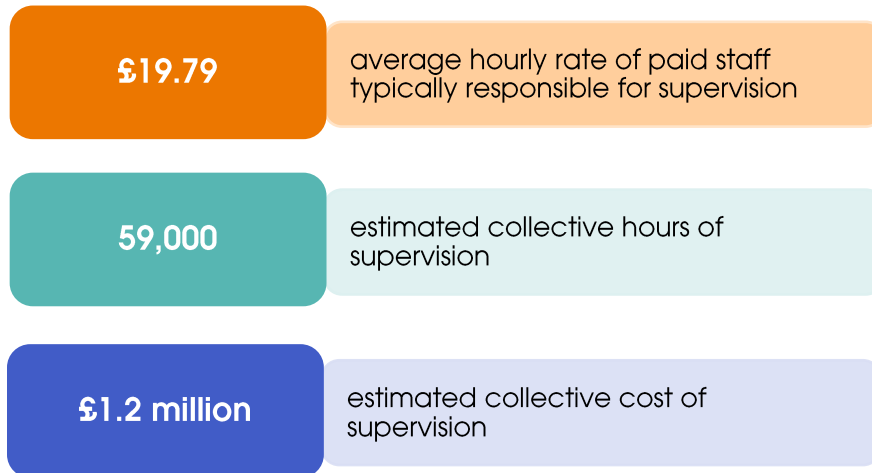 £19.79
average hourly rate of paid staff
typically responsible for supervision
59,000
estimated collective hours of
supervision
£1.2 million
estimated collective cost of
supervision